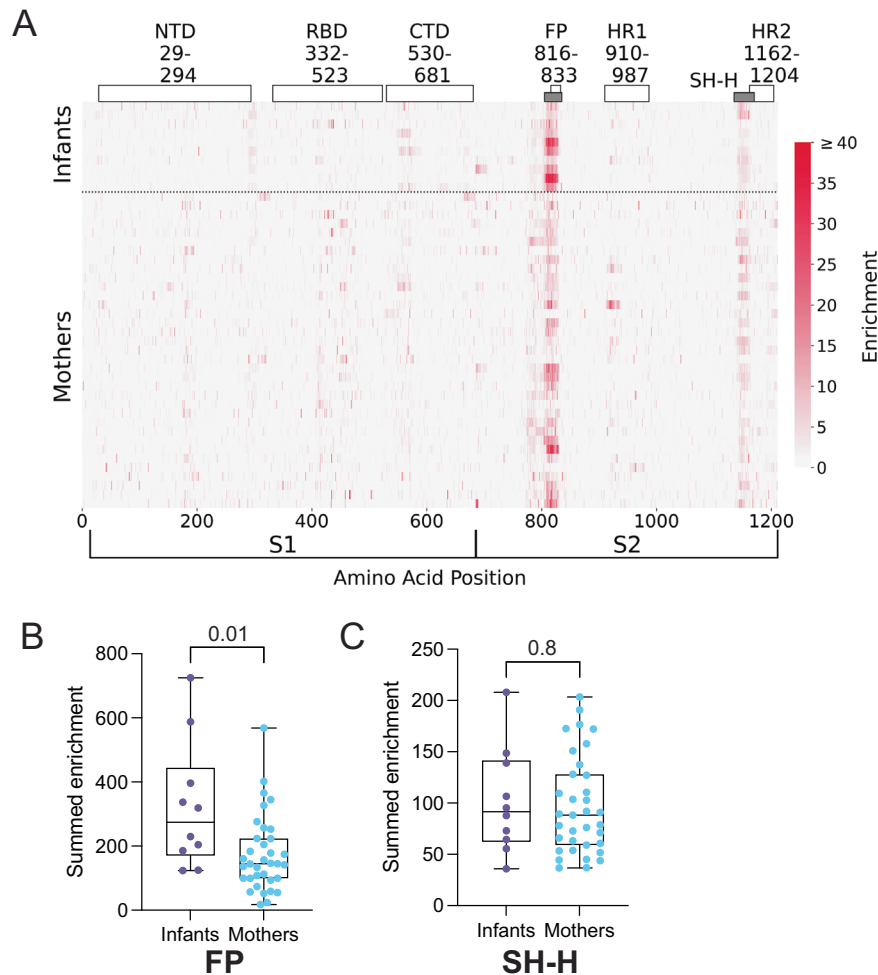 A
NTD
29-
294
RBD
332-
523
CTD
530-
681
FP
816-
833
HR1
910-
987
SH-H
HR2
1162-
1204
Infants
Mothers
≥ 40
35
30
25
20
15
10
5
0
Enrichment
0 200 400 600 800 1000 1200
S1 S2
Amino Acid Position
B
0.01
Summed enrichment
800
600
400
200
0
Infants Mothers
FP
C
0.8
Summed enrichment
250
200
150
100
50
0
Infants Mothers
SH-H